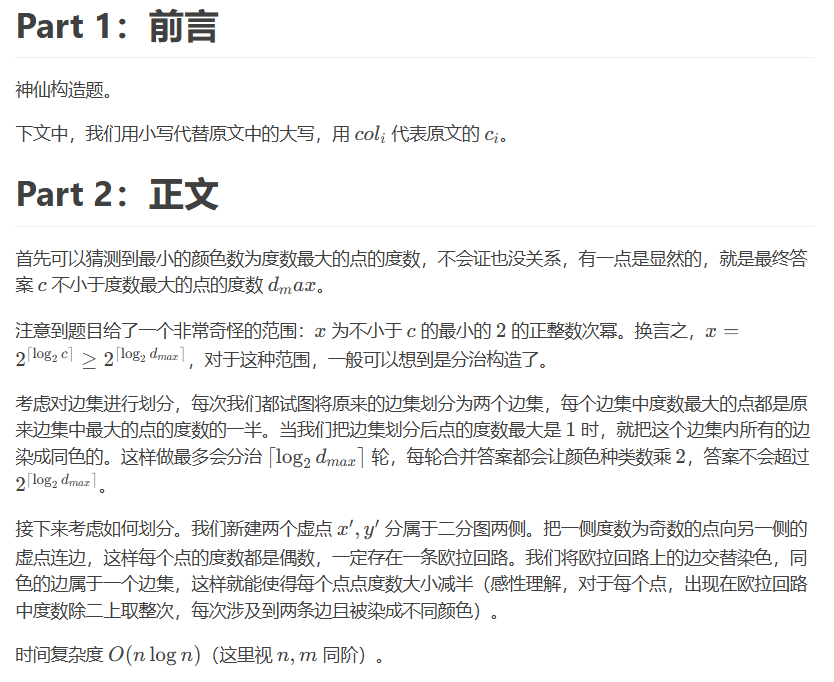 Part 1：前言
神仙构造题。
下文中，我们用小写代替原文中的大写，用 col_i 代表原文的 c_i。
Part 2：正文
首先可以猜测到最小的颜色数为度数最大的点的度数，不会证也没关系，有一点是显然的，就是最终答
案 c 不小于度数最大的点的度数 d_max。
注意到题目给了一个非常奇怪的范围：x 为不小于 c 的最小的 2 的正整数次幂。换言之，x =
2^{⌈log_2 c⌉} ≥ 2^{⌈log_2 d_{max}⌉}，对于这种范围，一般可以想到是分治构造了。
考虑对边集进行划分，每次我们都试图将原来的边集划分为两个边集，每个边集中度数最大的点都是原
来边集中最大的点的度数的一半。当我们把边集划分后点的度数最大是 1 时，就把这个边集内所有的边
染成同色的。这样做最多会分治 ⌈log_2 d_{max}⌉ 轮，每轮合并答案都会让颜色种类数乘 2，答案不会超过
2^{⌈log_2 d_{max}⌉}。
接下来考虑如何划分。我们新建两个虚点 x′, y′ 分属于二分图两侧。把一侧度数为奇数的点向另一侧的
虚点连边，这样每个点的度数都是偶数，一定存在一条欧拉回路。我们将欧拉回路上的边交替染色，同
色的边属于一个边集，这样就能使得每个点点度数大小减半（感性理解，对于每个点，出现在欧拉回路
中度数除二上取整次，每次涉及到两条边且被染成不同颜色）。
时间复杂度 O(n log n)（这里视 n, m 同阶）。